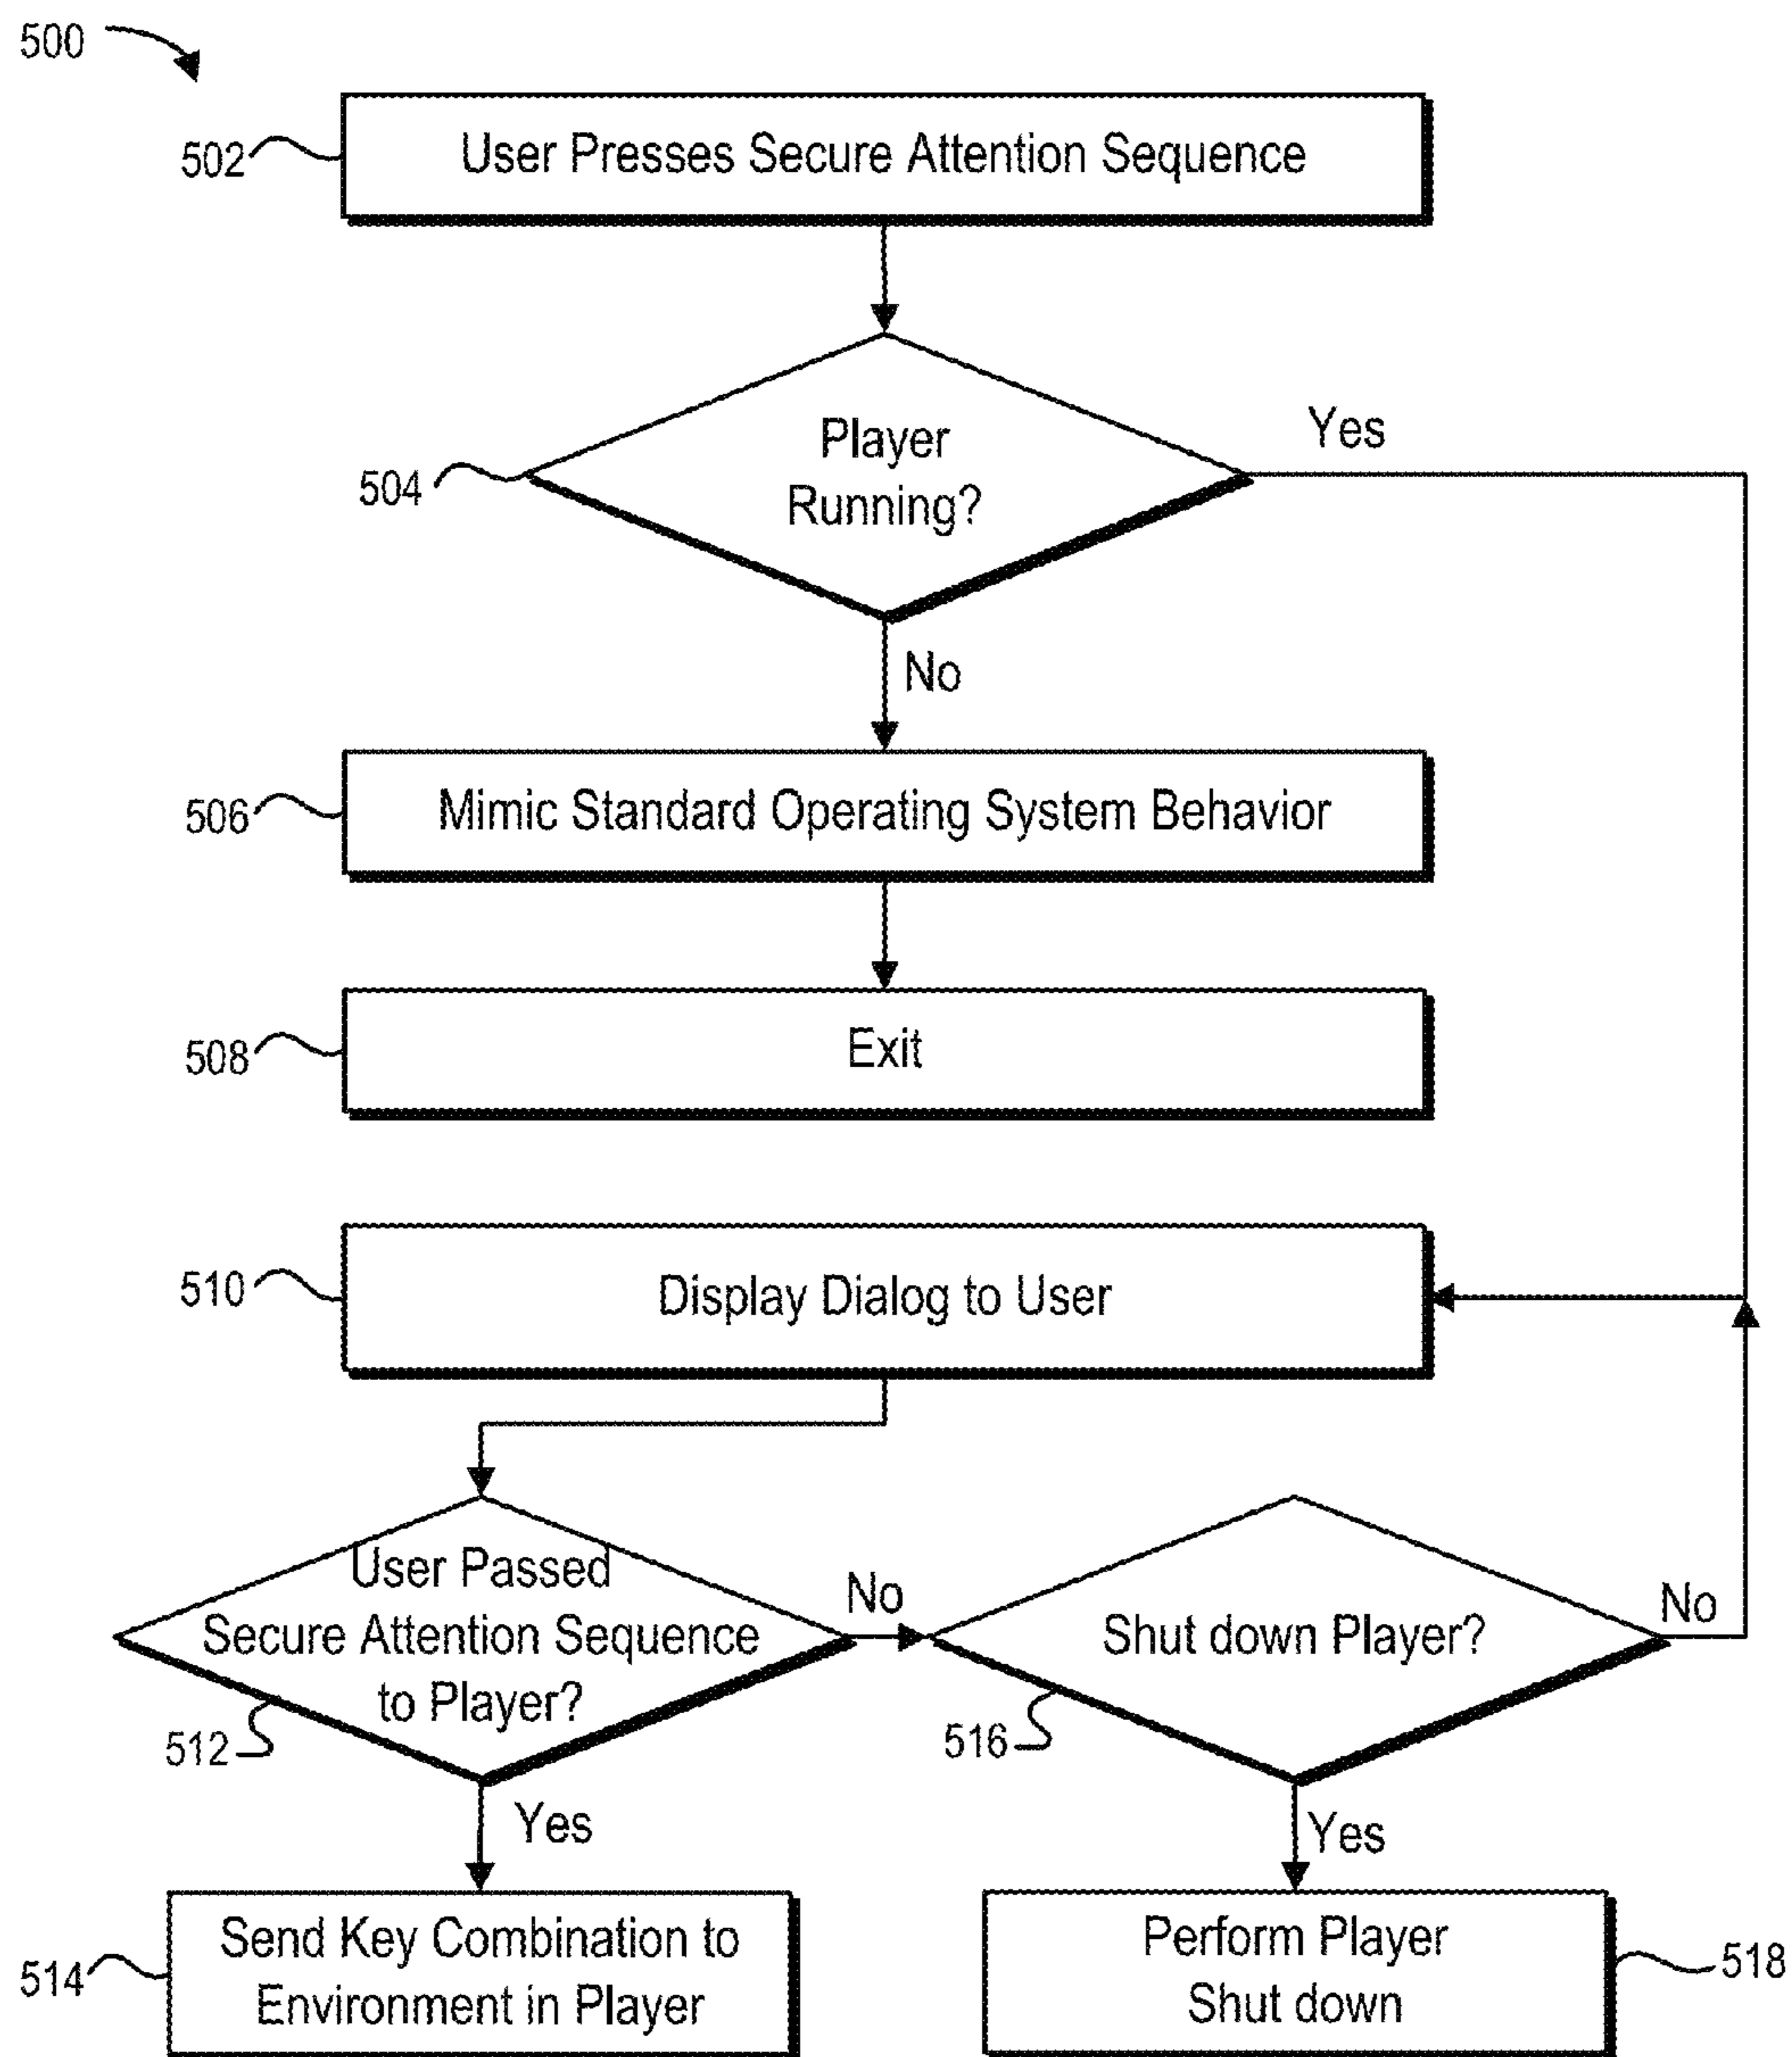 500
502
User Presses Secure Attention Sequence
504
Player
Running?
Yes
No
506
Mimic Standard Operating System Behavior
508
Exit
510
Display Dialog to User
User Passed
Secure Attention Sequence
to Player?
512
No
Shut down Player?
516
No
Yes
Yes
514
Send Key Combination to
Environment in Player
Perform Player
Shut down
518